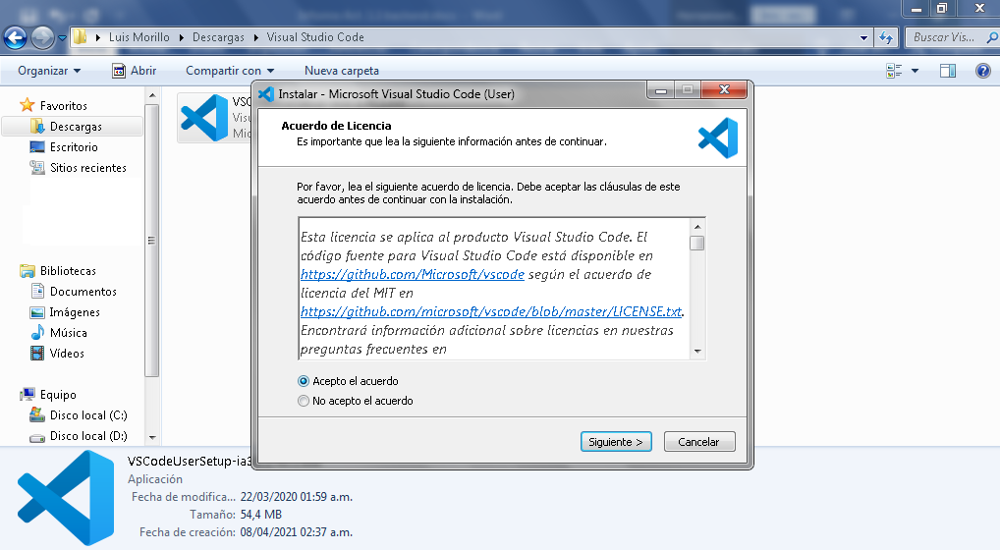 Luis Morillo ▸ Descargas ▸ Visual Studio Code
Buscar Vis...
Organizar
Abrir
Compartir con
Nueva carpeta
Favoritos
Descargas
Escritorio
Sitios recientes
Bibliotecas
Documentos
Imágenes
Música
Vídeos
Equipo
Disco local (C:)
Disco local (D:)
Instalar - Microsoft Visual Studio Code (User)
Acuerdo de Licencia
Es importante que lea la siguiente información antes de continuar.
Por favor, lea el siguiente acuerdo de licencia. Debe aceptar las cláusulas de este
acuerdo antes de continuar con la instalación.
Esta licencia se aplica al producto Visual Studio Code. El
código fuente para Visual Studio Code está disponible en
https://github.com/Microsoft/vscode según el acuerdo de
licencia del MIT en
https://github.com/microsoft/vscode/blob/master/LICENSE.txt.
Encontrará información adicional sobre licencias en nuestras
preguntas frecuentes en
Acepto el acuerdo
No acepto el acuerdo
Siguiente >
Cancelar
VSCodeUserSetup-ia3
Aplicación
Fecha de modifica... 22/03/2020 01:59 a.m.
Tamaño: 54,4 MB
Fecha de creación: 08/04/2021 02:37 a.m.